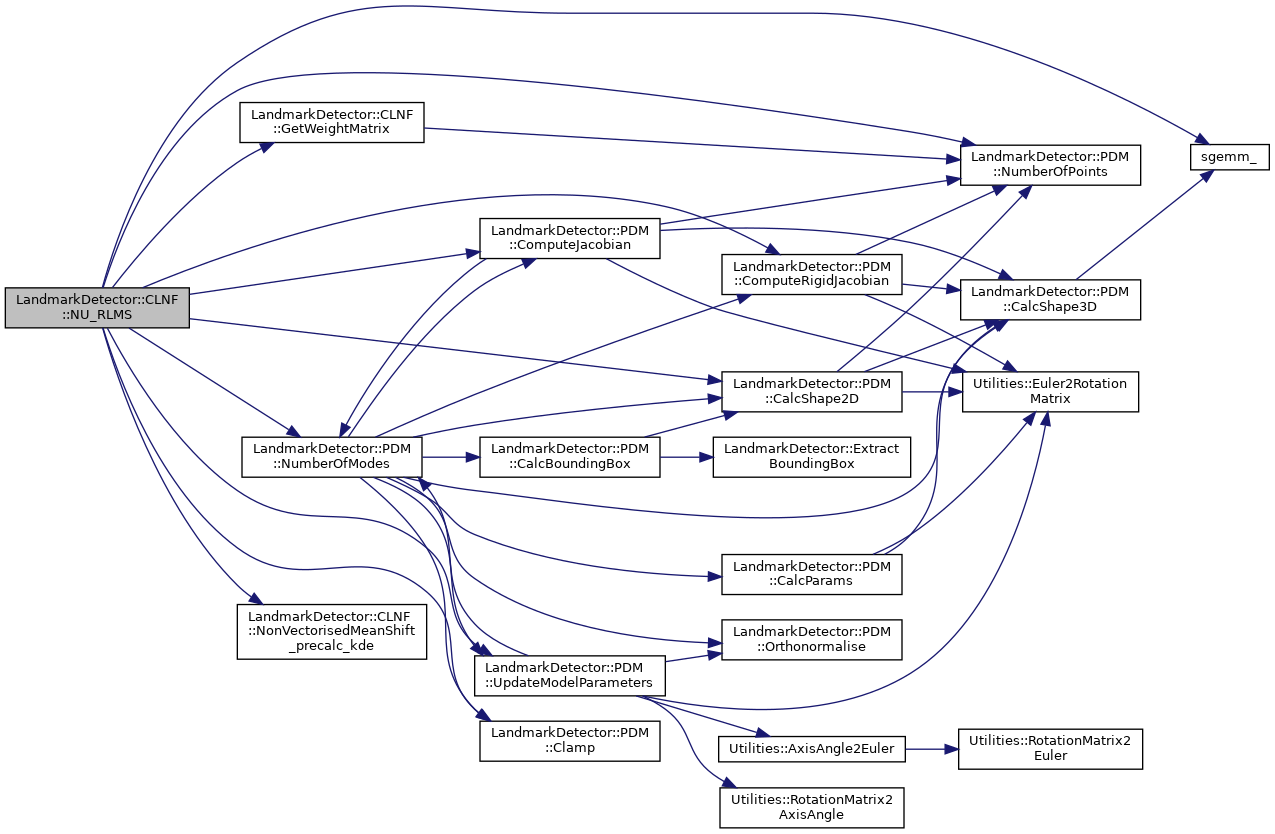 LandmarkDetector::CLNF
::NU_RLMS
LandmarkDetector::CLNF
::GetWeightMatrix
LandmarkDetector::PDM
::NumberOfModes
LandmarkDetector::CLNF
::NonVectorisedMeanShift
_precalc_kde
LandmarkDetector::PDM
::ComputeJacobian
LandmarkDetector::PDM
::CalcBoundingBox
LandmarkDetector::PDM
::UpdateModelParameters
LandmarkDetector::PDM
::Clamp
LandmarkDetector::PDM
::ComputeRigidJacobian
LandmarkDetector::PDM
::CalcShape2D
LandmarkDetector::Extract
BoundingBox
LandmarkDetector::PDM
::CalcParams
LandmarkDetector::PDM
::Orthonormalise
Utilities::AxisAngle2Euler
Utilities::RotationMatrix2
AxisAngle
LandmarkDetector::PDM
::NumberOfPoints
LandmarkDetector::PDM
::CalcShape3D
Utilities::Euler2Rotation
Matrix
Utilities::RotationMatrix2
Euler
sgemm_